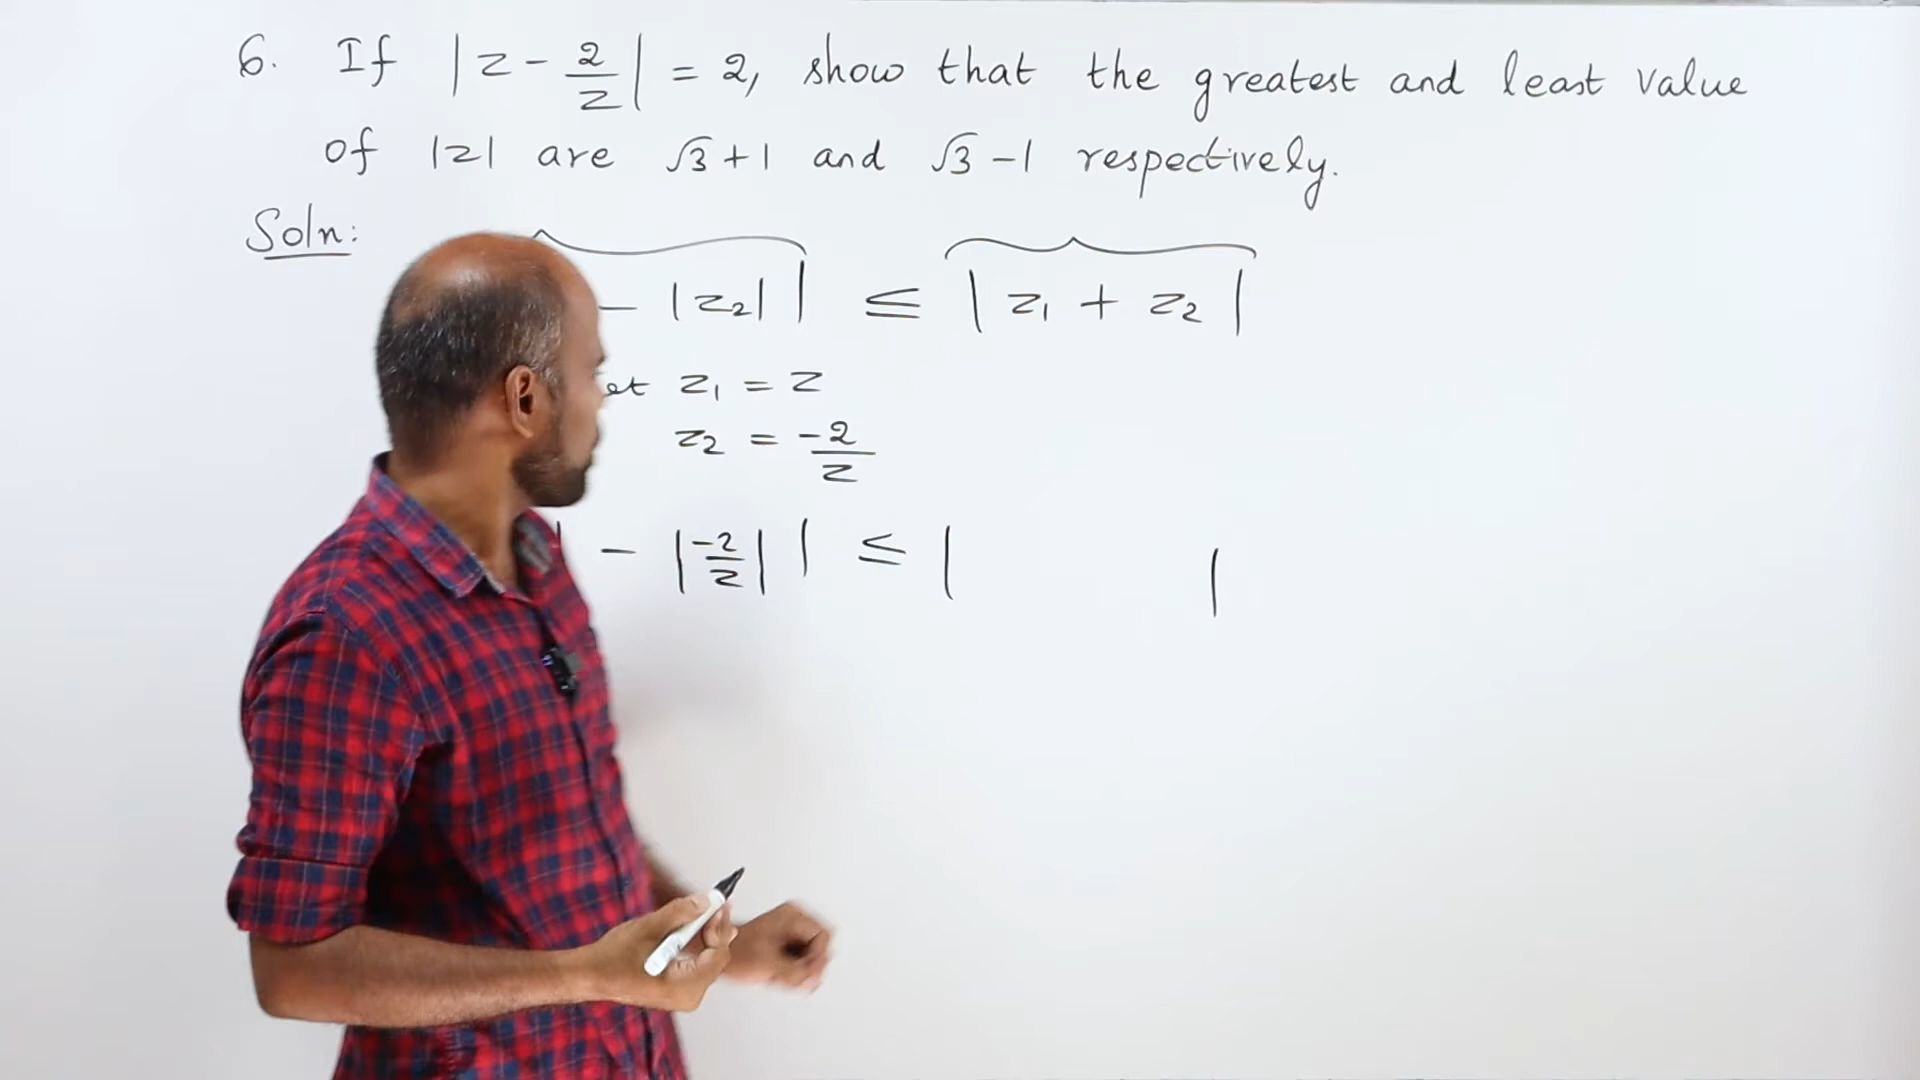 6. If |z - 2/z| = 2, show that the greatest and least value
of |z| are √3 + 1 and √3 - 1 respectively.
Soln:
- |z₂| | ≤ | z₁ + z₂ |
et z₁ = z
z₂ = -2/z
| - |-2/z| | ≤ | |